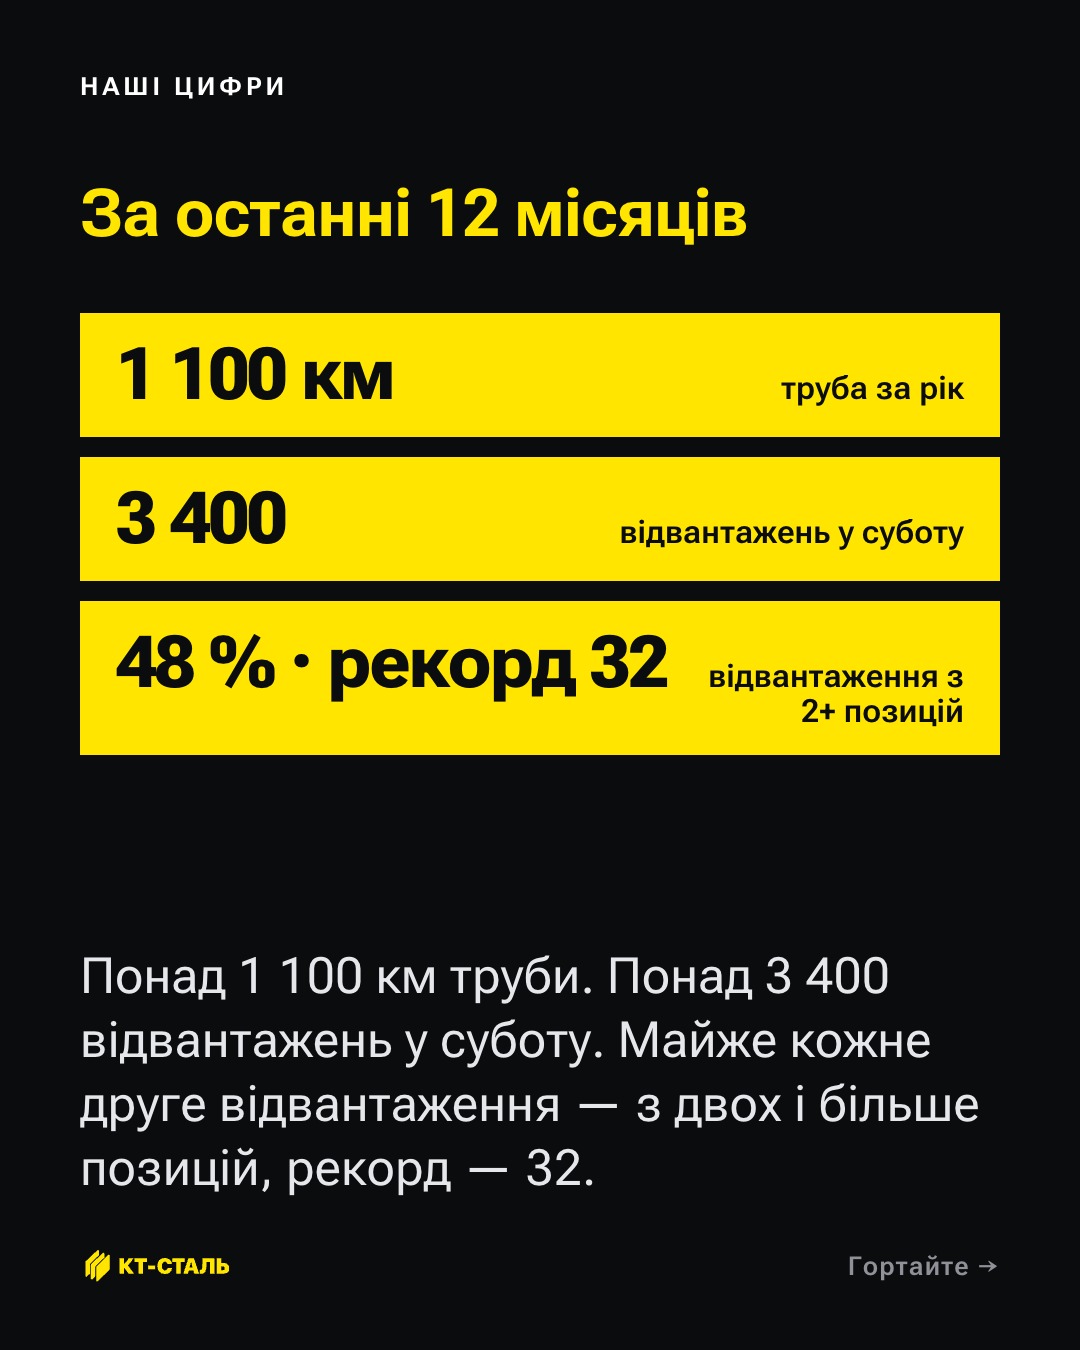 НАШІ ЦИФРИ
За останні 12 місяців
1 100 км
труба за рік
3 400
відвантажень у суботу
48 % · рекорд 32
відвантаження з
2+ позицій
Понад 1 100 км труби. Понад 3 400
відвантажень у суботу. Майже кожне
друге відвантаження — з двох і більше
позицій, рекорд — 32.
КТ-СТАЛЬ
Гортайте →